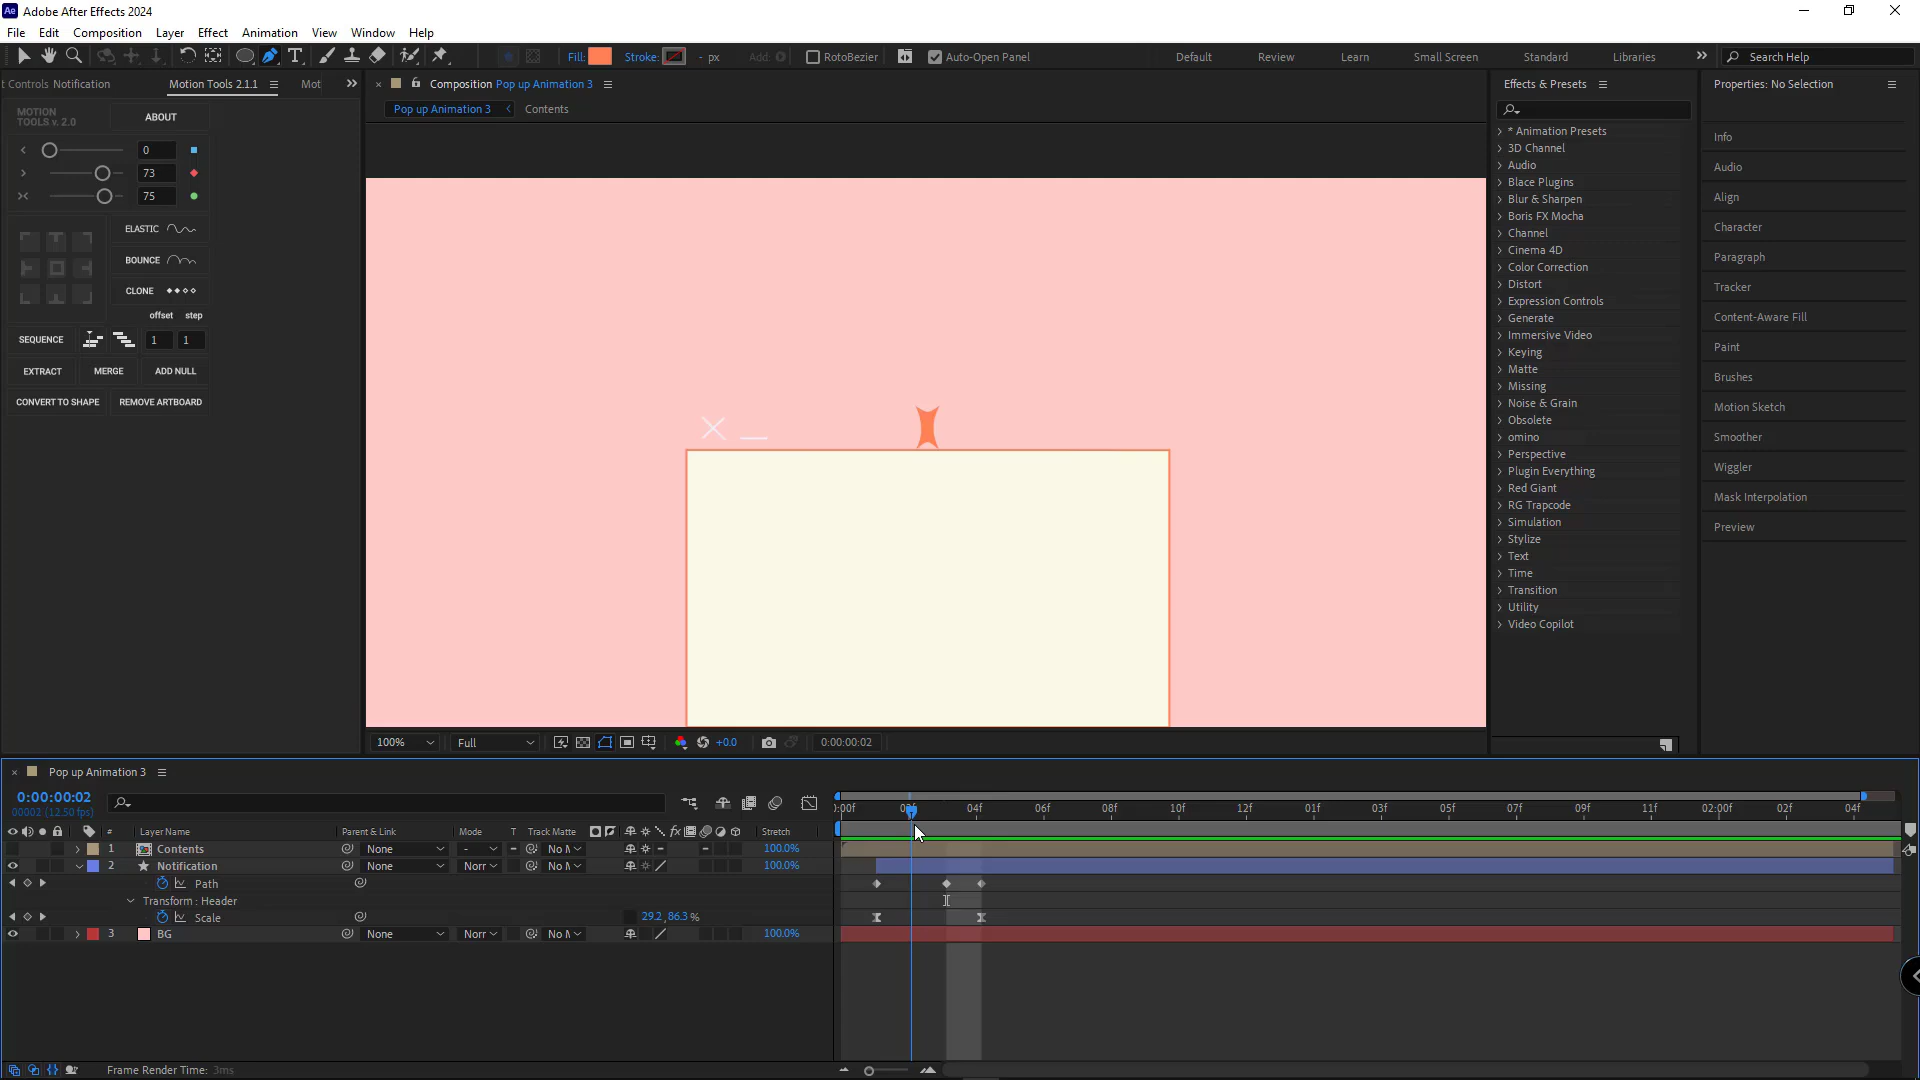 Ae Adobe After Effects 2024
File Edit Composition Layer Effect Animation View Window Help
Fill: Stroke: - px Add: RotoBezier Auto-Open Panel Default Review Learn Small Screen Standard Libraries Search Help
t Controls Notification Motion Tools 2.1.1 Mot
Composition Pop up Animation 3
Pop up Animation 3 Contents
MOTION
TOOLS v. 2.0
ABOUT
0
73
75
ELASTIC
BOUNCE
CLONE
offset step
SEQUENCE 1 1
EXTRACT MERGE ADD NULL
CONVERT TO SHAPE REMOVE ARTBOARD
100% Full +0.0 0:00:00:02
Effects & Presets
* Animation Presets
3D Channel
Audio
Blace Plugins
Blur & Sharpen
Boris FX Mocha
Channel
Cinema 4D
Color Correction
Distort
Expression Controls
Generate
Immersive Video
Keying
Matte
Missing
Noise & Grain
Obsolete
omino
Perspective
Plugin Everything
Red Giant
RG Trapcode
Simulation
Stylize
Text
Time
Transition
Utility
Video Copilot
Properties: No Selection
Info
Audio
Align
Character
Paragraph
Tracker
Content-Aware Fill
Paint
Brushes
Motion Sketch
Smoother
Wiggler
Mask Interpolation
Preview
Pop up Animation 3
0:00:00:02
00002 (12.50 fps)
):00f 04f 06f 08f 10f 12f 01f 03f 05f 07f 09f 11f 02:00f 02f 04f
# Layer Name Parent & Link Mode T Track Matte fx Stretch
1 Contents None - No M 100.0%
2 Notification None Norr No M 100.0%
Path
Transform : Header
Scale 29.2, 86.3 %
3 BG None Norr No M 100.0%
Frame Render Time: 3ms